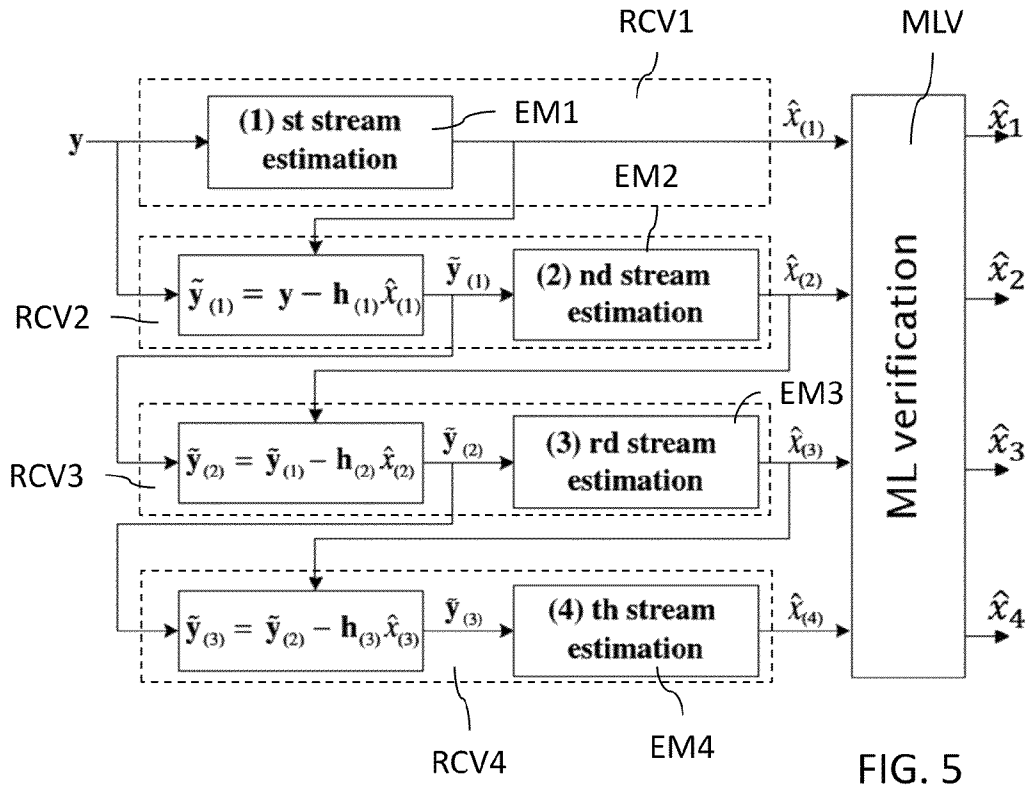 RCV1
MLV
(1) st stream
estimation
EM1
y
x̂(1)
x̂1
EM2
ỹ(1) = y − h(1)x̂(1)
ỹ(1)
(2) nd stream
estimation
x̂(2)
x̂2
RCV2
ML verification
EM3
ỹ(2) = ỹ(1) − h(2)x̂(2)
ỹ(2)
(3) rd stream
estimation
x̂(3)
x̂3
RCV3
ỹ(3) = ỹ(2) − h(3)x̂(3)
ỹ(3)
(4) th stream
estimation
x̂(4)
x̂4
RCV4
EM4
FIG. 5